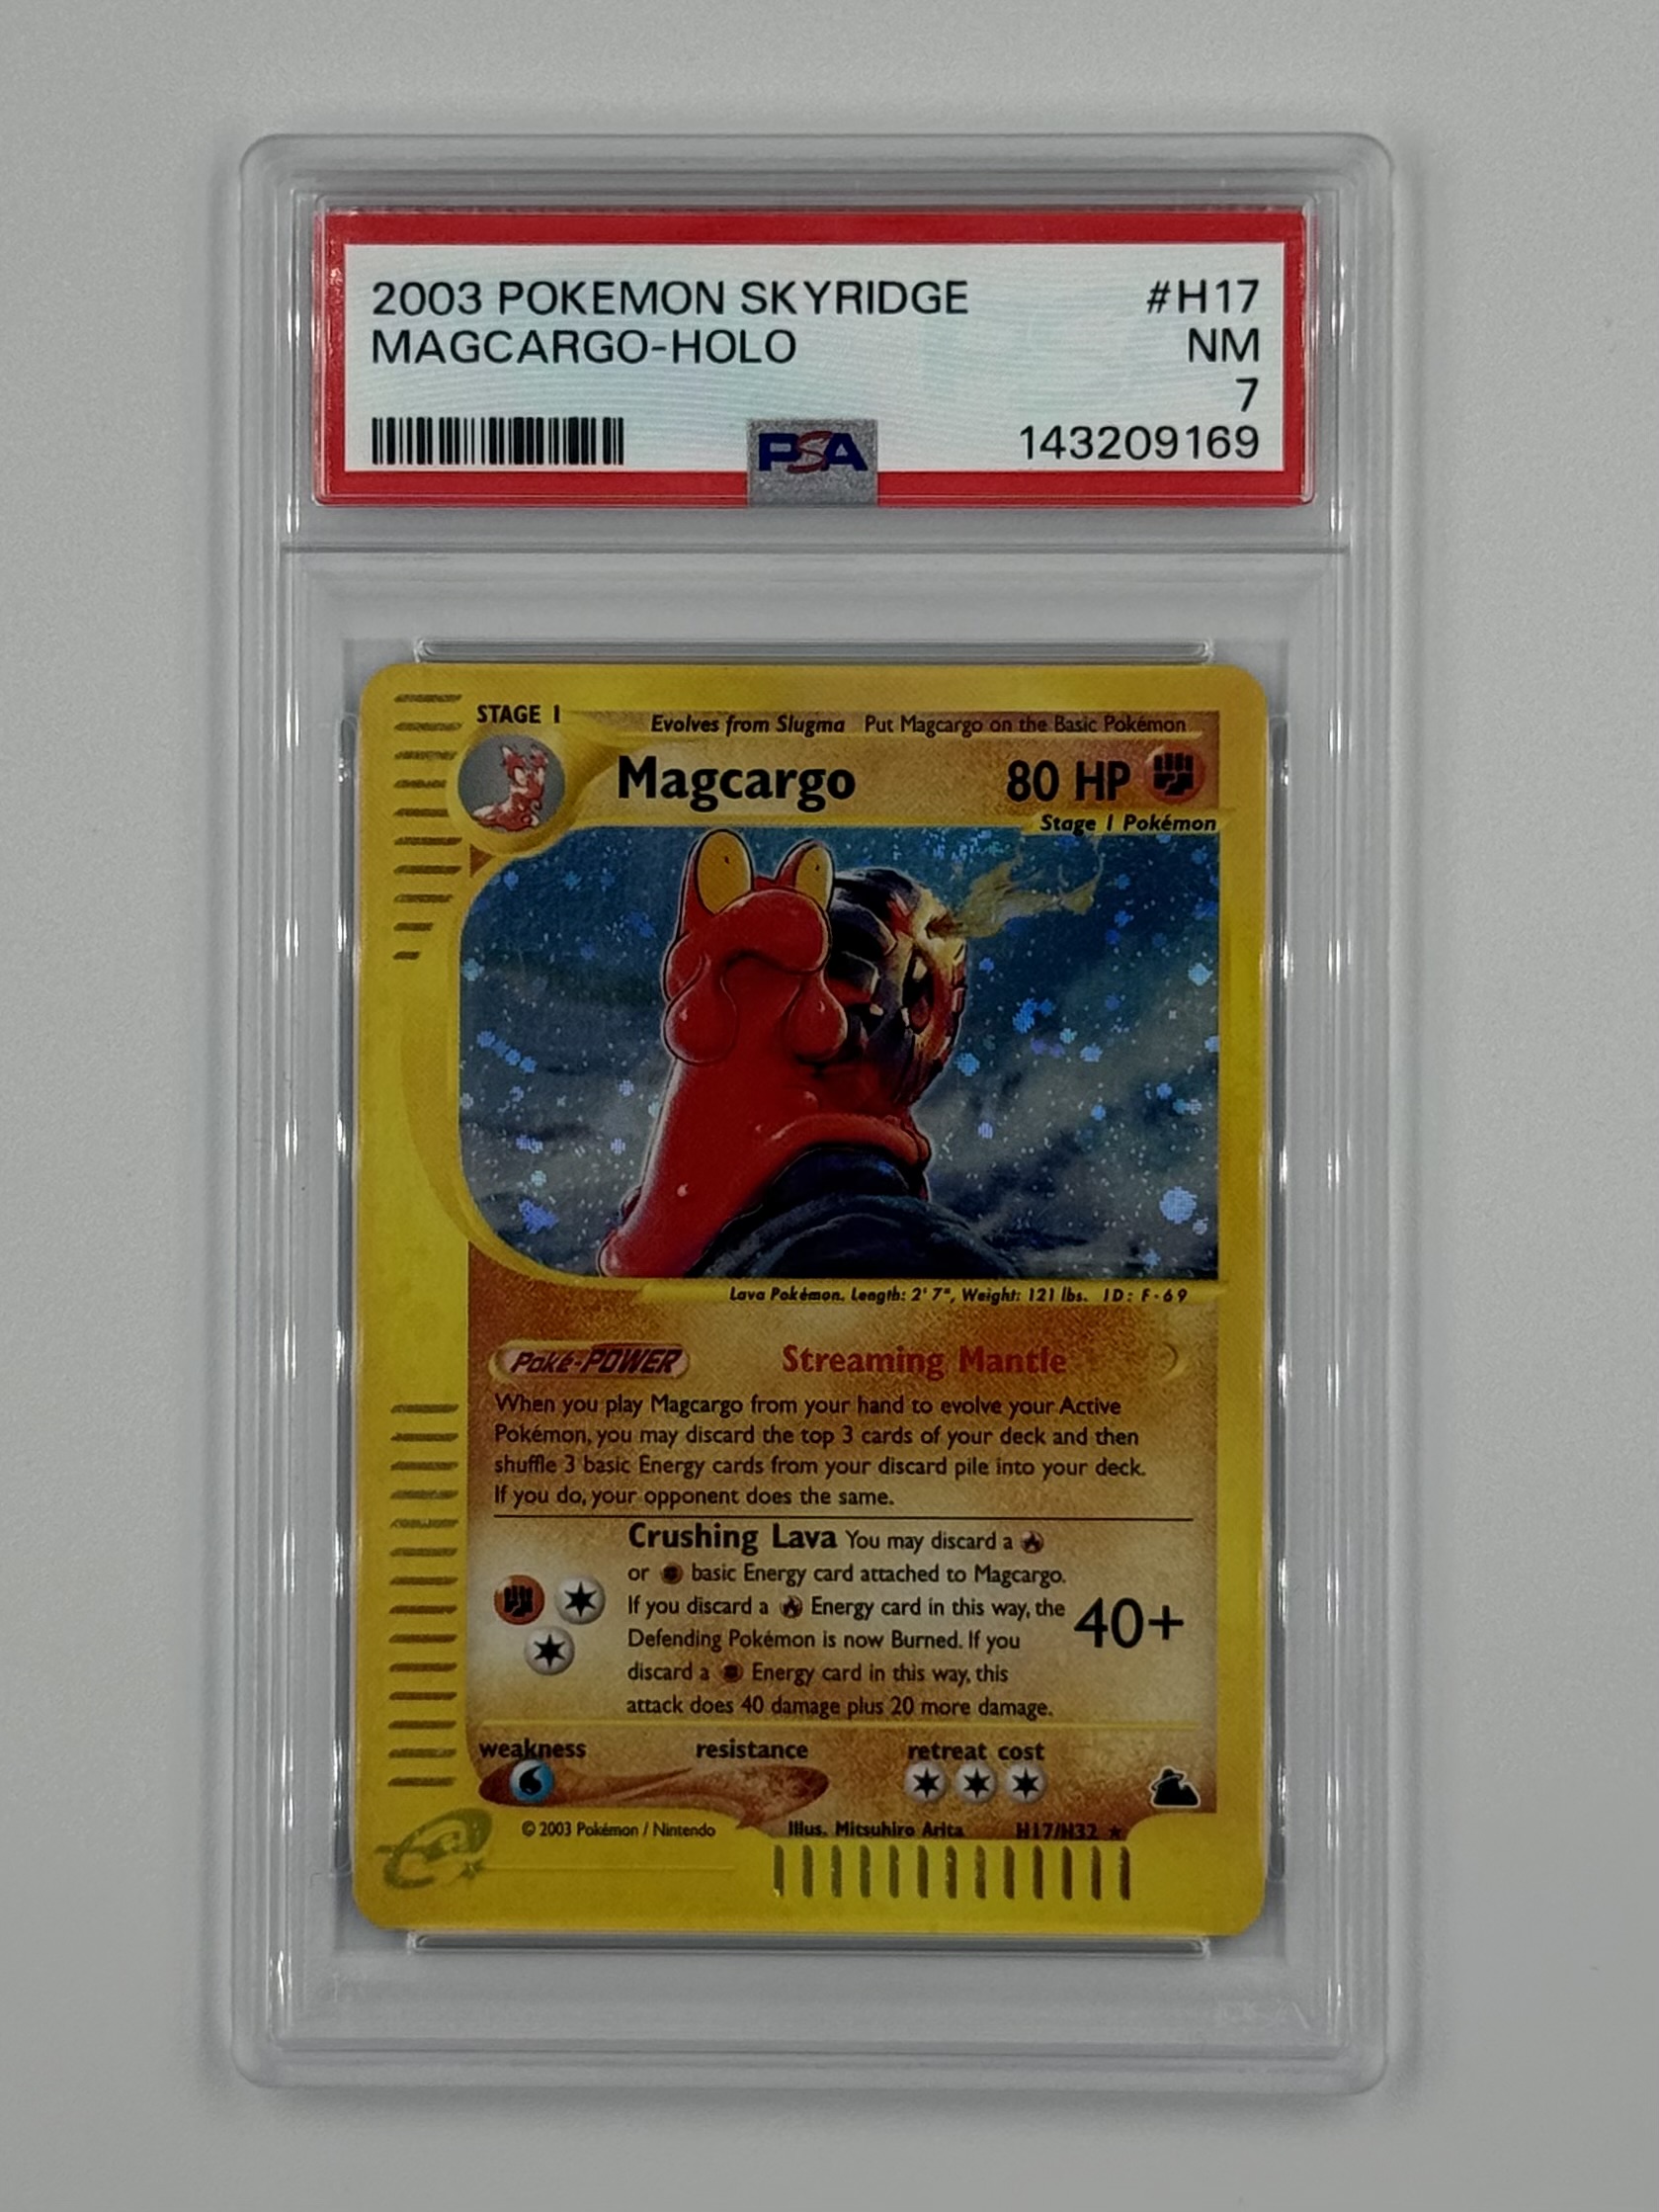 2003 POKEMON SKYRIDGE #H17
MAGCARGO-HOLO NM
7
PSA 143209169
STAGE 1
Evolves from Slugma Put Magcargo on the Basic Pokémon
Magcargo 80 HP
Stage 1 Pokémon
Lava Pokémon. Length: 2' 7", Weight: 121 lbs. ID: F-69
Poké-POWER Streaming Mantle
When you play Magcargo from your hand to evolve your Active
Pokémon, you may discard the top 3 cards of your deck and then
shuffle 3 basic Energy cards from your discard pile into your deck.
If you do, your opponent does the same.
Crushing Lava You may discard a
or basic Energy card attached to Magcargo.
If you discard a Energy card in this way, the
40+
Defending Pokémon is now Burned. If you
discard a Energy card in this way, this
attack does 40 damage plus 20 more damage.
weakness resistance retreat cost
e
© 2003 Pokémon / Nintendo Illus. Mitsuhiro Arita H17/H32 ★
PSA